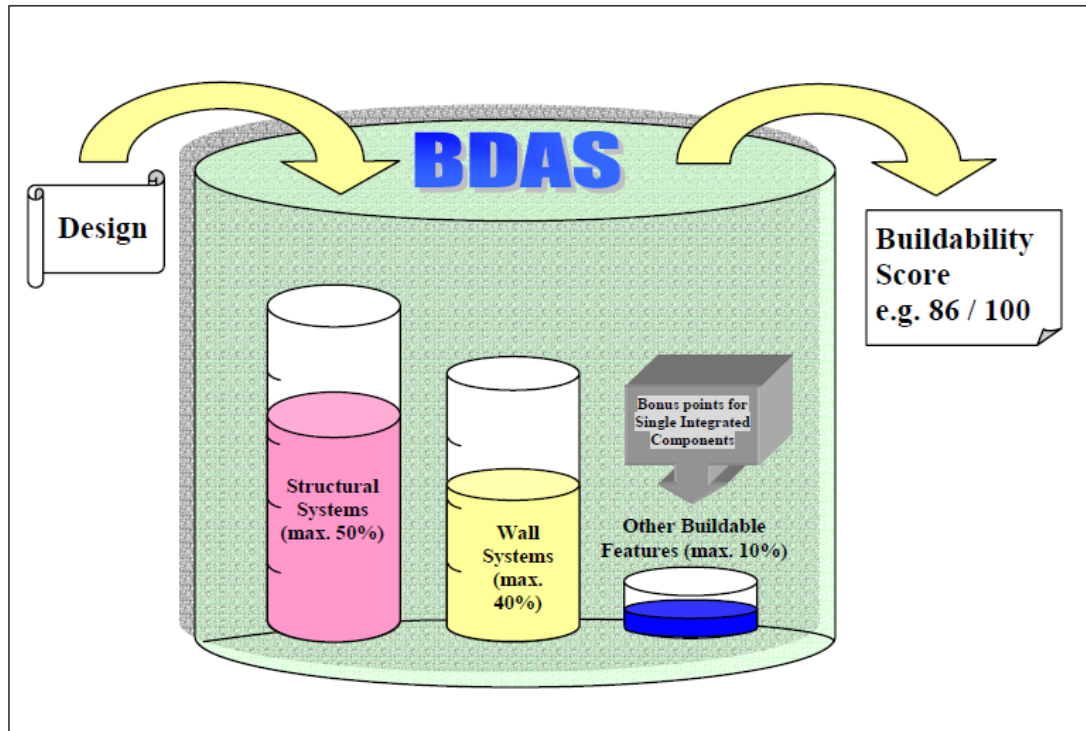 BDAS
Design
Buildability
Score
e.g. 86 / 100
Bonus points for
Single Integrated
Components
Structural
Systems
(max. 50%)
Wall
Systems
(max.
40%)
Other Buildable
Features (max. 10%)